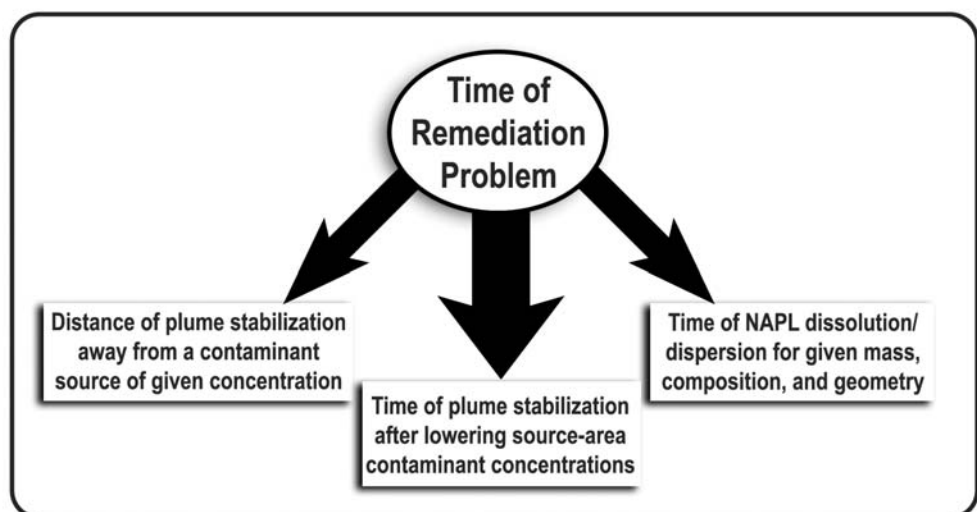 Time of
Remediation
Problem
Distance of plume stabilization
away from a contaminant
source of given concentration
Time of plume stabilization
after lowering source-area
contaminant concentrations
Time of NAPL dissolution/
dispersion for given mass,
composition, and geometry